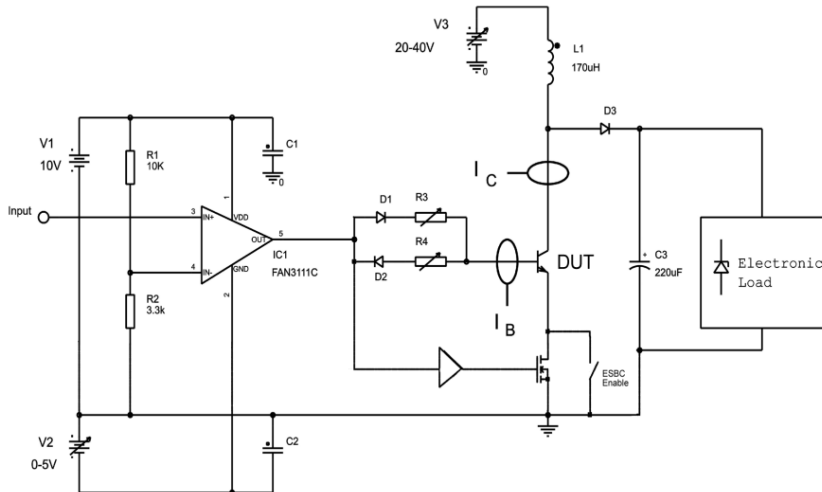 V3
20-40V
0
L1
170uH
D3
V1
10V
R1
10K
C1
0
I C
D1
R3
Input
3
IN+
1
VDD
OUT
5
IC1
FAN3111C
4
IN-
GND
2
R4
D2
DUT
I B
R2
3.3k
C3
220uF
Electronic
Load
ESBC
Enable
V2
0-5V
C2